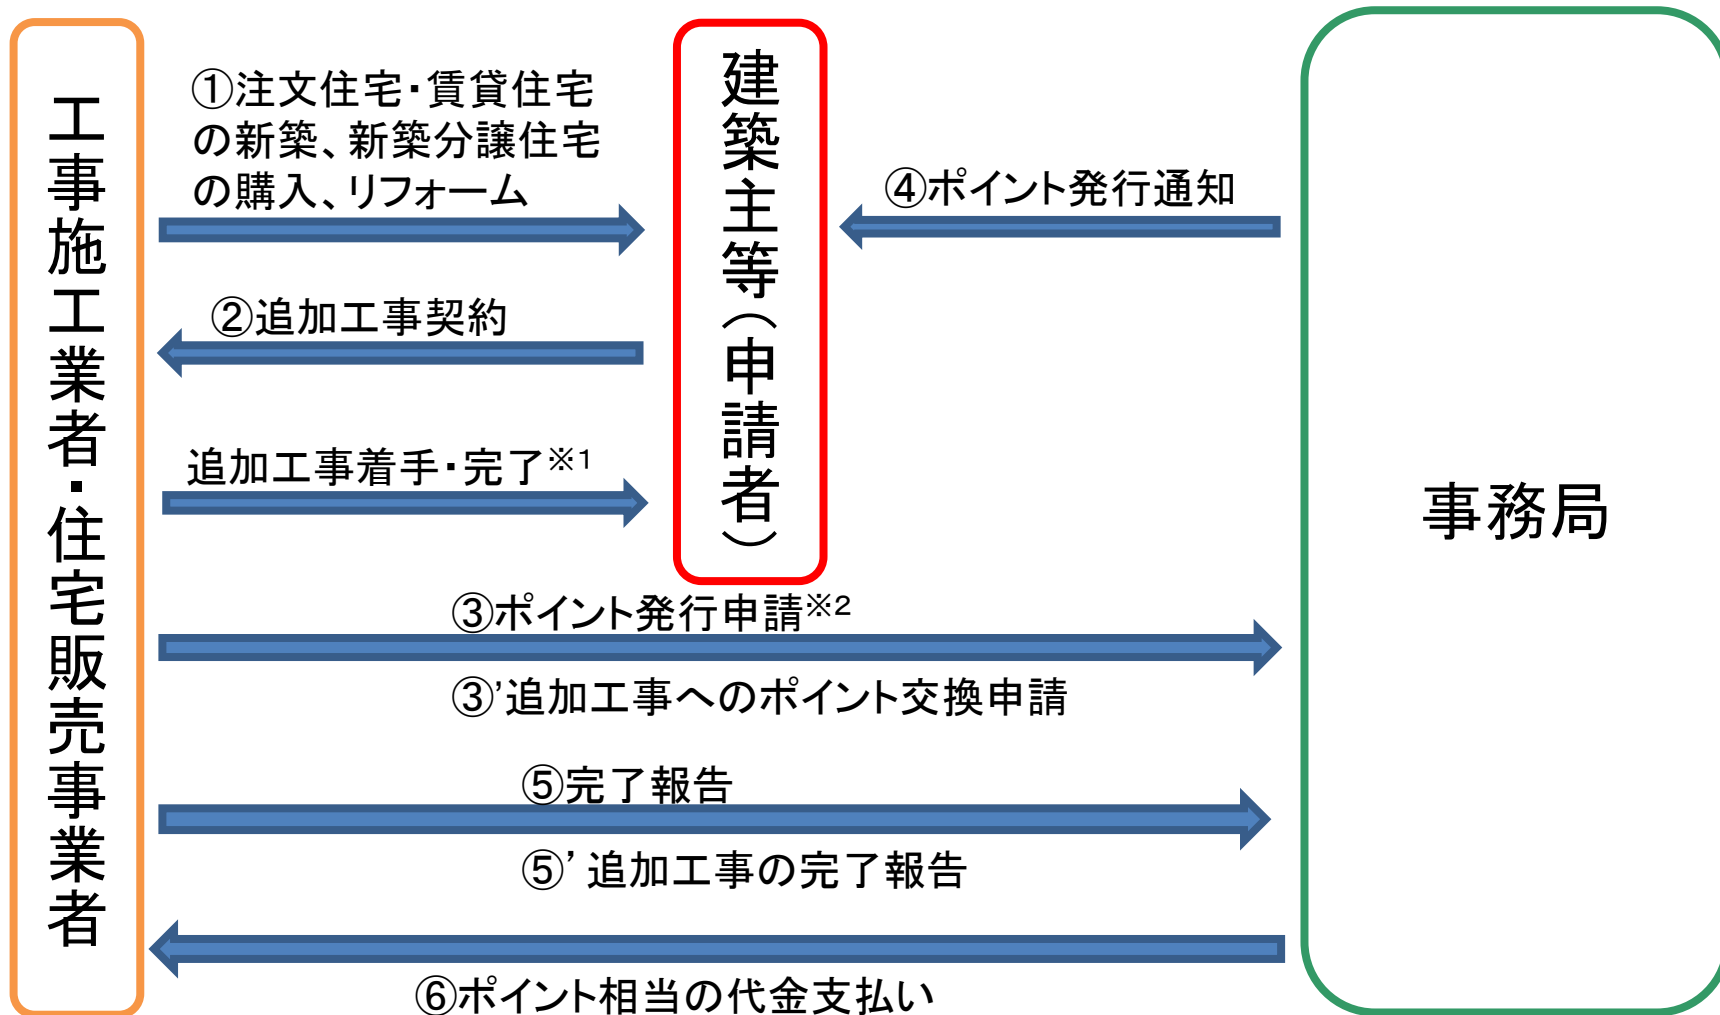 工事施工業者・住宅販売事業者
①注文住宅・賃貸住宅
の新築、新築分譲住宅
の購入、リフォーム
建築主等（申請者）
④ポイント発行通知
②追加工事契約
追加工事着手・完了※1
事務局
③ポイント発行申請※2
③’追加工事へのポイント交換申請
⑤完了報告
⑤’追加工事の完了報告
⑥ポイント相当の代金支払い